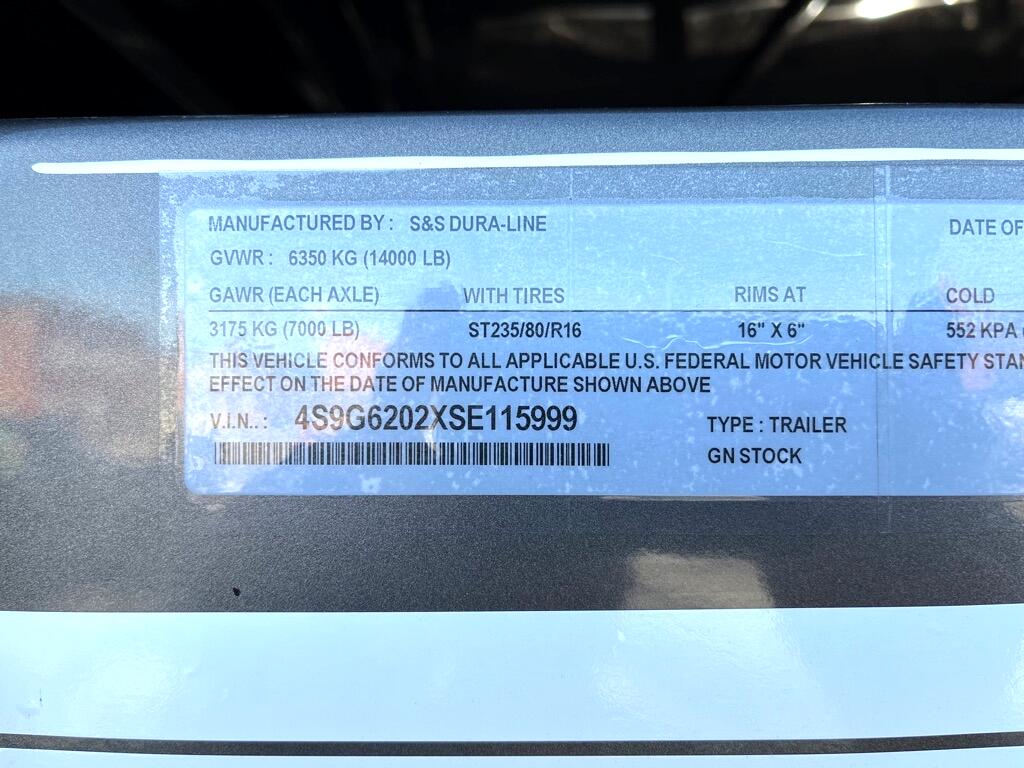 MANUFACTURED BY : S&S DURA-LINE DATE OF
GVWR : 6350 KG (14000 LB)
GAWR (EACH AXLE) WITH TIRES RIMS AT COLD
3175 KG (7000 LB) ST235/80/R16 16" X 6" 552 KPA
THIS VEHICLE CONFORMS TO ALL APPLICABLE U.S. FEDERAL MOTOR VEHICLE SAFETY STAN
EFFECT ON THE DATE OF MANUFACTURE SHOWN ABOVE
V.I.N.. : 4S9G6202XSE115999 TYPE : TRAILER
GN STOCK